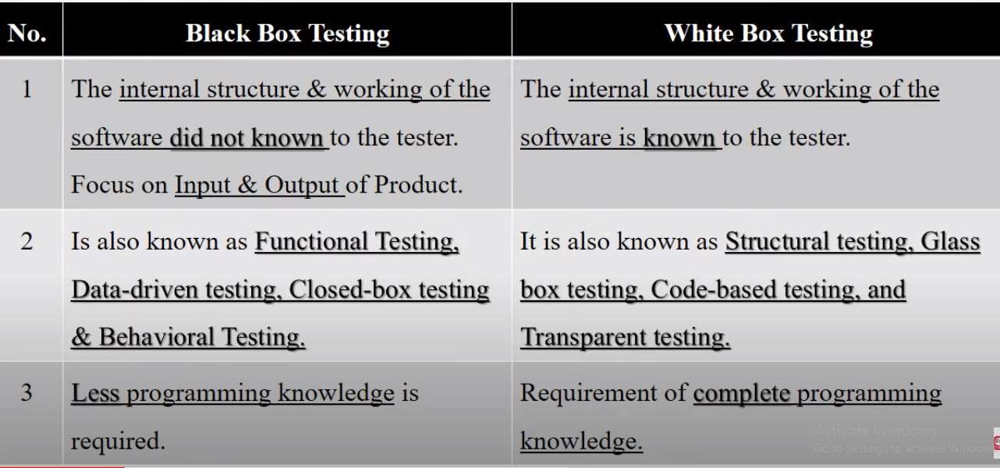 No. Black Box Testing White Box Testing
1 The internal structure & working of the
software did not known to the tester.
Focus on Input & Output of Product.
The internal structure & working of the
software is known to the tester.
2 Is also known as Functional Testing,
Data-driven testing, Closed-box testing
& Behavioral Testing.
It is also known as Structural testing, Glass
box testing, Code-based testing, and
Transparent testing.
3 Less programming knowledge is
required.
Requirement of complete programming
knowledge.
Activate Windows
Go to Settings to activate Window